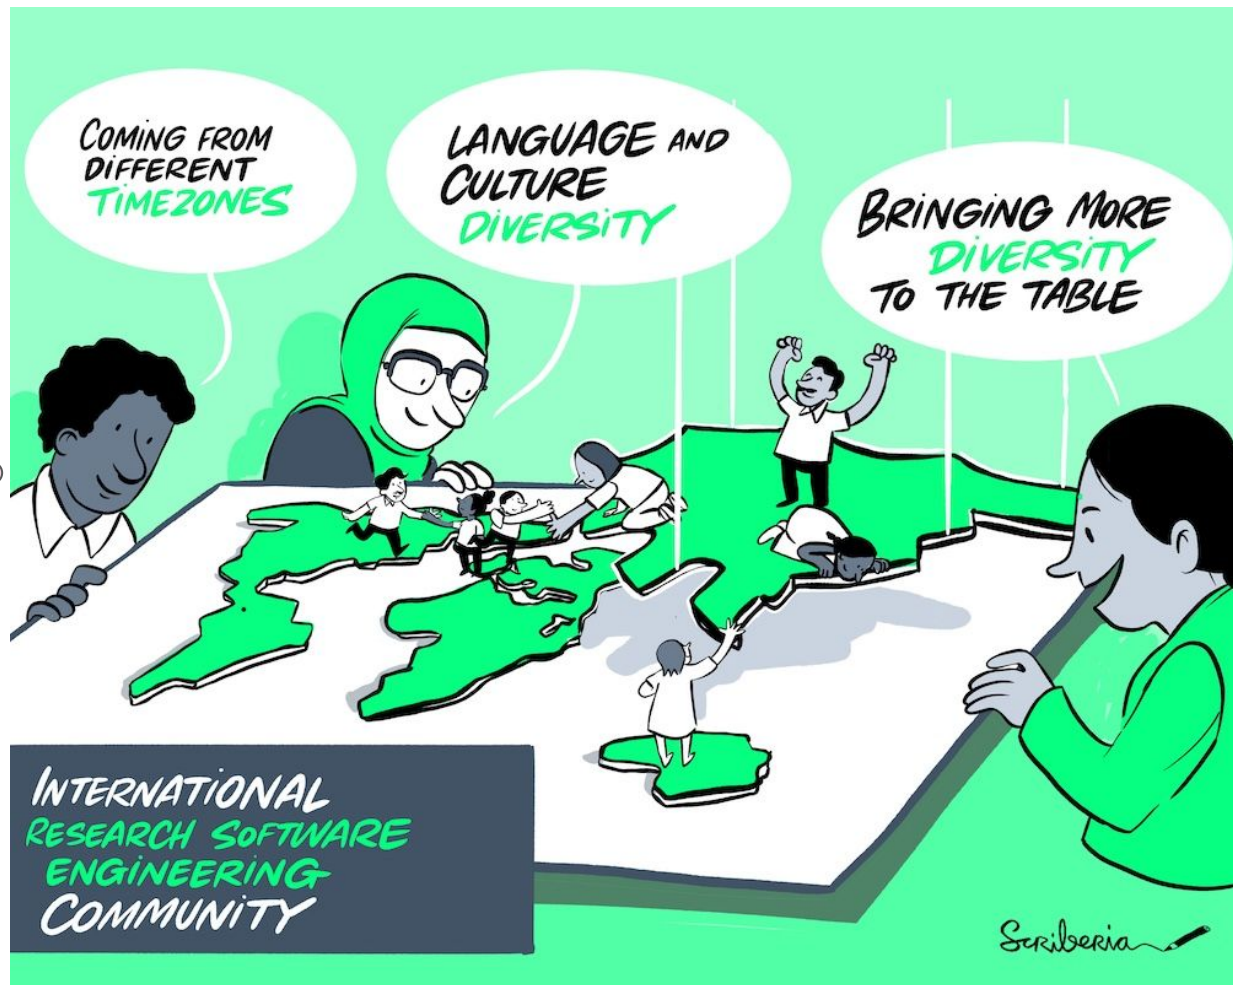 COMING FROM
DIFFERENT
TIMEZONES
LANGUAGE AND
CULTURE
DIVERSITY
BRINGING MORE
DIVERSITY
TO THE TABLE
INTERNATIONAL
RESEARCH SOFTWARE
ENGINEERING
COMMUNITY
Scriberia